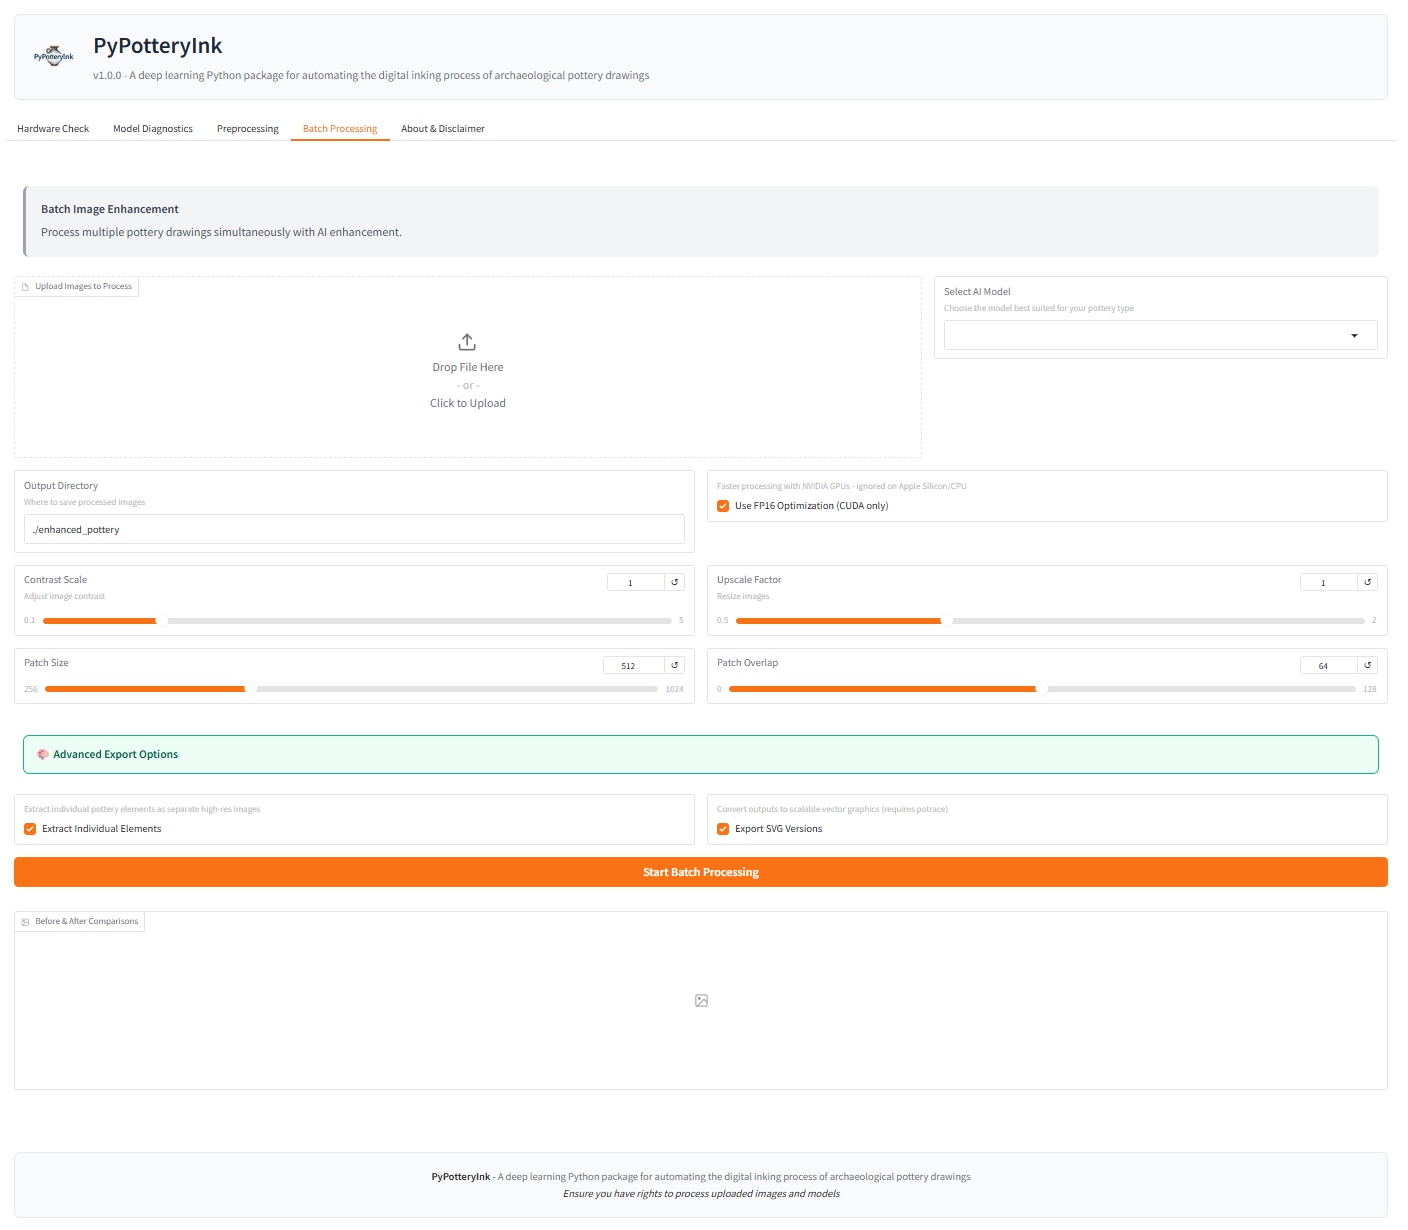 PyPotteryInk
PyPotteryInk
v1.0.0 - A deep learning Python package for automating the digital inking process of archaeological pottery drawings
Hardware Check
Model Diagnostics
Preprocessing
Batch Processing
About & Disclaimer
Batch Image Enhancement
Process multiple pottery drawings simultaneously with AI enhancement.
Upload Images to Process
Drop File Here
- or -
Click to Upload
Select AI Model
Choose the model best suited for your pottery type
Output Directory
Where to save processed images
./enhanced_pottery
Faster processing with NVIDIA GPUs - ignored on Apple Silicon/CPU
Use FP16 Optimization (CUDA only)
Contrast Scale
1
↺
Adjust image contrast
0.1
5
Upscale Factor
1
↺
Resize images
0.5
2
Patch Size
512
↺
256
1024
Patch Overlap
64
↺
0
128
Advanced Export Options
Extract individual pottery elements as separate high-res images
Extract Individual Elements
Convert outputs to scalable vector graphics (requires potrace)
Export SVG Versions
Start Batch Processing
Before & After Comparisons
PyPotteryInk - A deep learning Python package for automating the digital inking process of archaeological pottery drawings
Ensure you have rights to process uploaded images and models